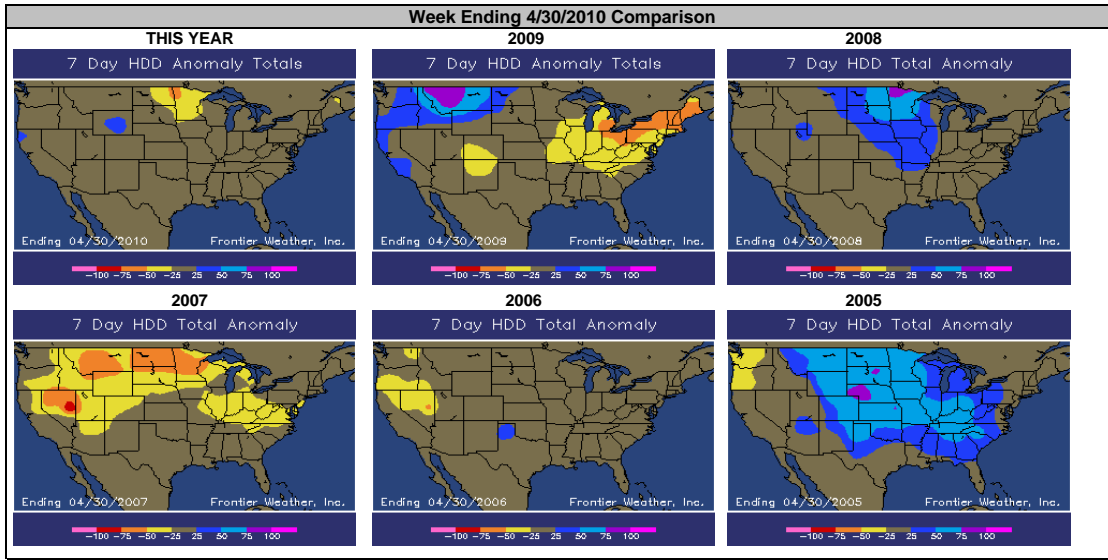 Week Ending 4/30/2010 Comparison
THIS YEAR 2009 2008
7 Day HDD Anomaly Totals 7 Day HDD Anomaly Totals 7 Day HDD Total Anomaly
Ending 04/30/2010 Frontier Weather, Inc. Ending 04/30/2009 Frontier Weather, Inc. Ending 04/30/2008 Frontier Weather, Inc.
-100 -75 -50 -25 25 50 75 100 -100 -75 -50 -25 25 50 75 100 -100 -75 -50 -25 25 50 75 100
2007 2006 2005
7 Day HDD Total Anomaly 7 Day HDD Total Anomaly 7 Day HDD Total Anomaly
Ending 04/30/2007 Frontier Weather, Inc. Ending 04/30/2006 Frontier Weather, Inc. Ending 04/30/2005 Frontier Weather, Inc.
-100 -75 -50 -25 25 50 75 100 -100 -75 -50 -25 25 50 75 100 -100 -75 -50 -25 25 50 75 100